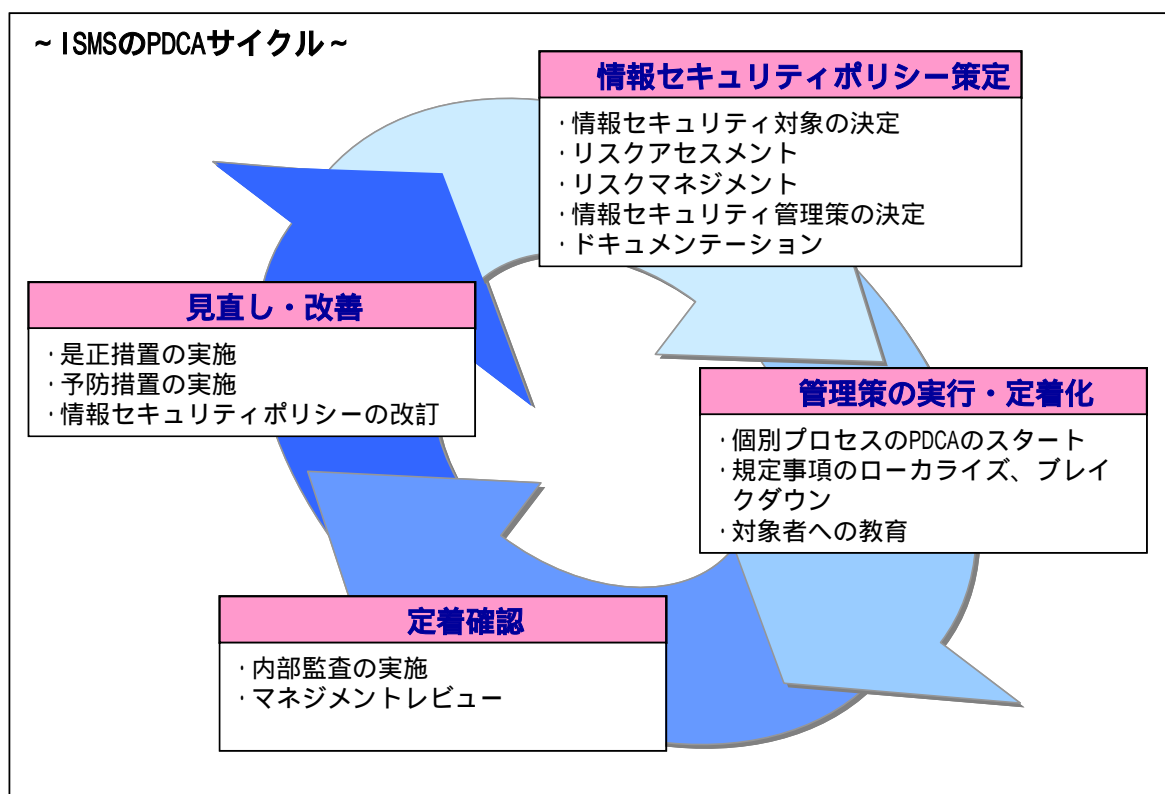 ~ISMSのPDCAサイクル~
情報セキュリティポリシー策定
·情報セキュリティ対象の決定
·リスクアセスメント
·リスクマネジメント
·情報セキュリティ管理策の決定
·ドキュメンテーション
見直し・改善
·是正措置の実施
·予防措置の実施
·情報セキュリティポリシーの改訂
管理策の実行・定着化
·個別プロセスのPDCAのスタート
·規定事項のローカライズ、ブレイ
クダウン
·対象者への教育
定着確認
·内部監査の実施
·マネジメントレビュー